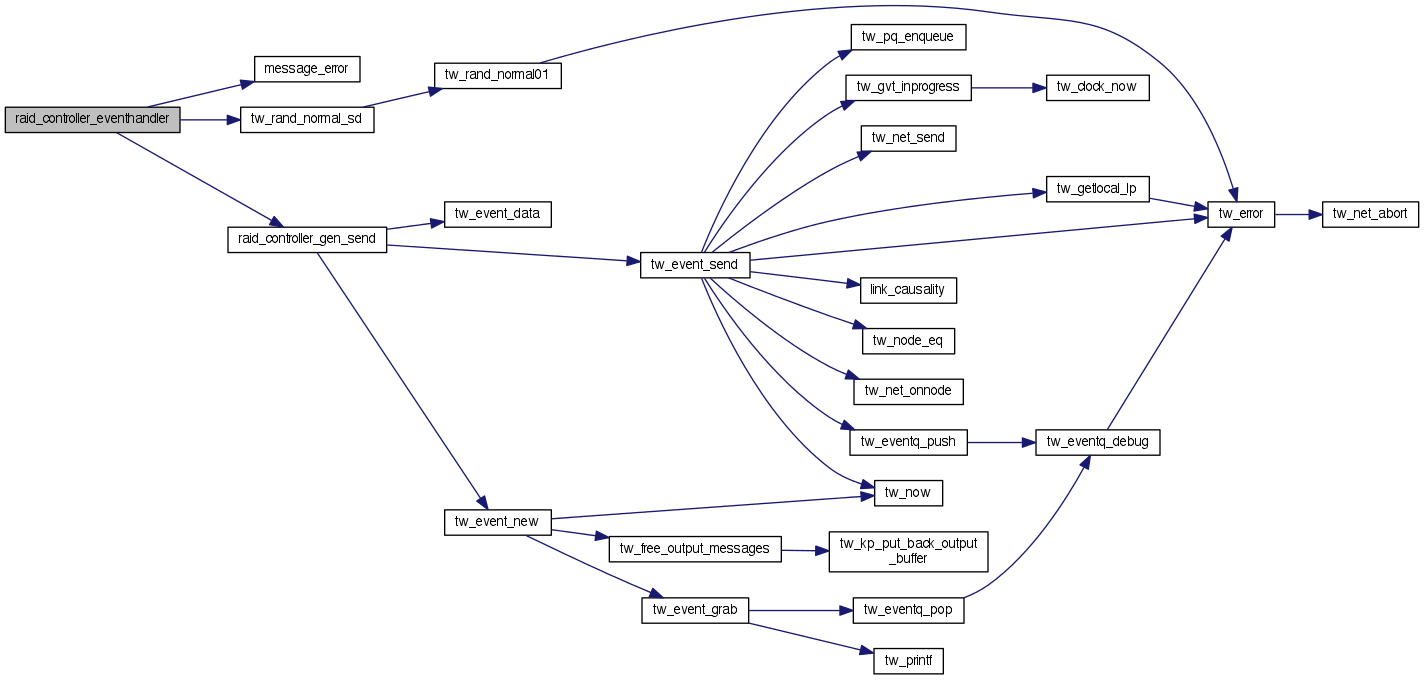 raid_controller_eventhandler
message_error
tw_rand_normal_sd
tw_rand_normal01
raid_controller_gen_send
tw_event_data
tw_event_send
tw_pq_enqueue
tw_gvt_inprogress
tw_clock_now
tw_net_send
tw_getlocal_lp
tw_error
tw_net_abort
link_causality
tw_node_eq
tw_net_onnode
tw_eventq_push
tw_eventq_debug
tw_now
tw_event_new
tw_free_output_messages
tw_kp_put_back_output
_buffer
tw_event_grab
tw_eventq_pop
tw_printf